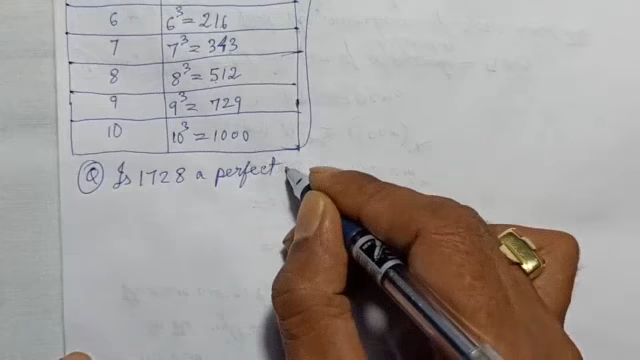 6 6³ = 216
7 7³ = 343
8 8³ = 512
9 9³ = 729
10 10³ = 1000
Q Is 1728 a perfect